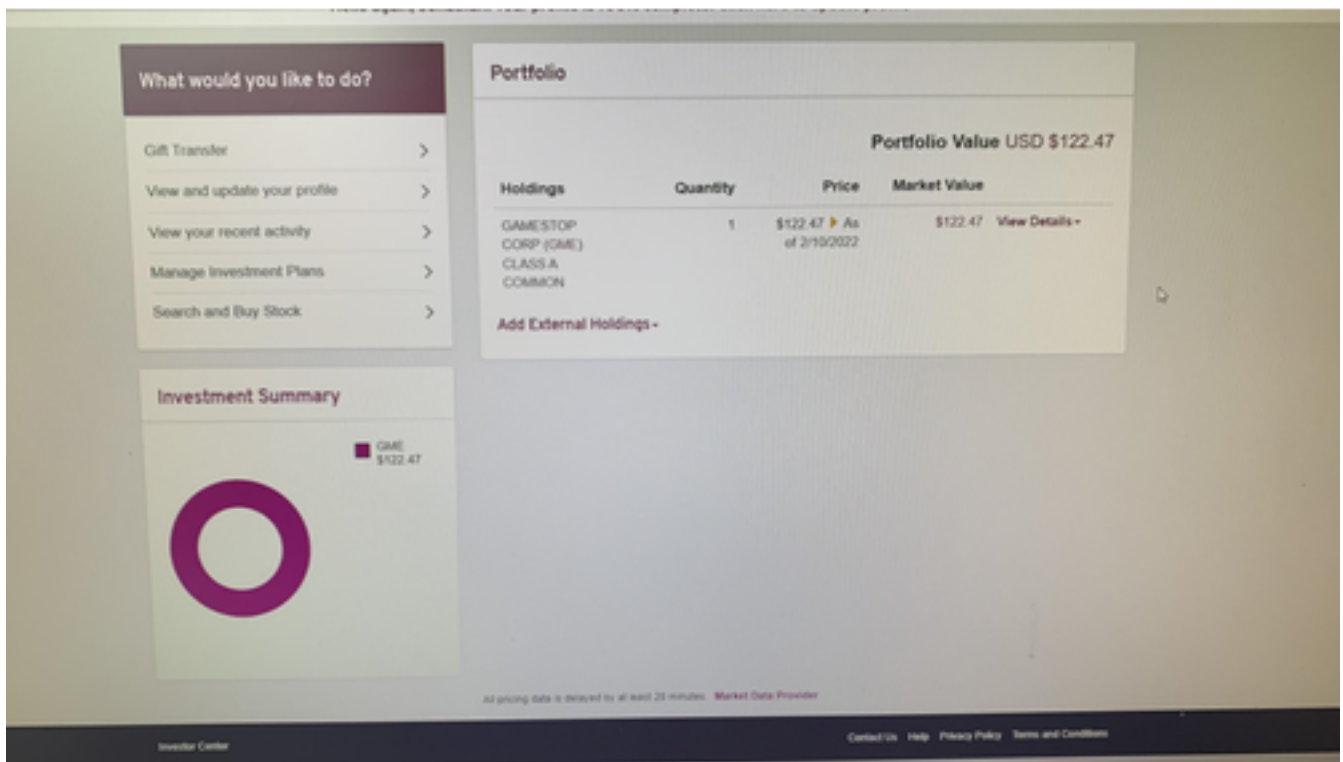 What would you like to do?
Gift Transfer
View and update your profile
View your recent activity
Manage Investment Plans
Search and Buy Stock
Portfolio
Portfolio Value USD $122.47
Holdings Quantity Price Market Value
GAMESTOP 1 $122.47 As $122.47 View Details
CORP (GME) of 2/10/2022
CLASS A
COMMON
Add External Holdings
Investment Summary
GME
$122.47
All pricing data is delayed by at least 20 minutes Market Data Provider
Investor Center
Contact Us Help Privacy Policy Terms and Conditions